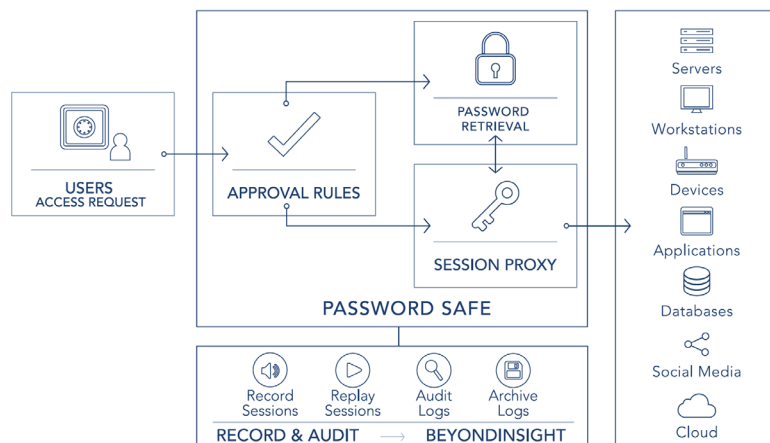 USERS
ACCESS REQUEST
APPROVAL RULES
PASSWORD
RETRIEVAL
SESSION PROXY
PASSWORD SAFE
Record
Sessions
Replay
Sessions
Audit
Logs
Archive
Logs
RECORD & AUDIT → BEYONDINSIGHT
Servers
Workstations
Devices
Applications
Databases
Social Media
Cloud